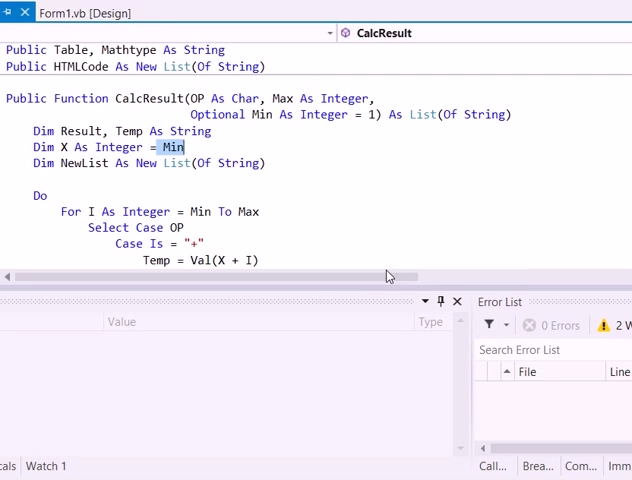 Form1.vb [Design]
CalcResult
Public Table, Mathtype As String
Public HTMLCode As New List(Of String)
Public Function CalcResult(OP As Char, Max As Integer,
Optional Min As Integer = 1) As List(Of String)
Dim Result, Temp As String
Dim X As Integer = Min
Dim NewList As New List(Of String)
Do
For I As Integer = Min To Max
Select Case OP
Case Is = "+"
Temp = Val(X + I)
Error List
Value
Type
0 Errors
2 W
Search Error List
File
Line
cals
Watch 1
Call...
Brea...
Com...
Imm